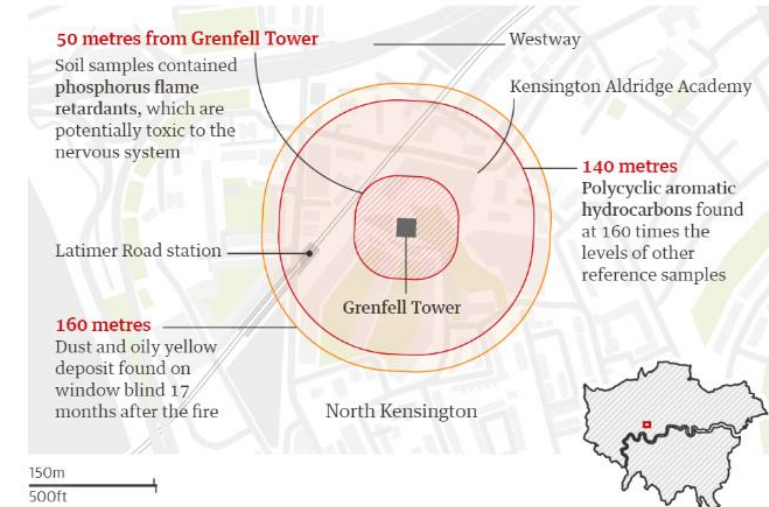 50 metres from Grenfell Tower
Soil samples contained
phosphorus flame
retardants, which are
potentially toxic to the
nervous system
Westway
Kensington Aldridge Academy
140 metres
Polycyclic aromatic
hydrocarbons found
at 160 times the
levels of other
reference samples
Latimer Road station
Grenfell Tower
160 metres
Dust and oily yellow
deposit found on
window blind 17
months after the fire
North Kensington
150m
500ft